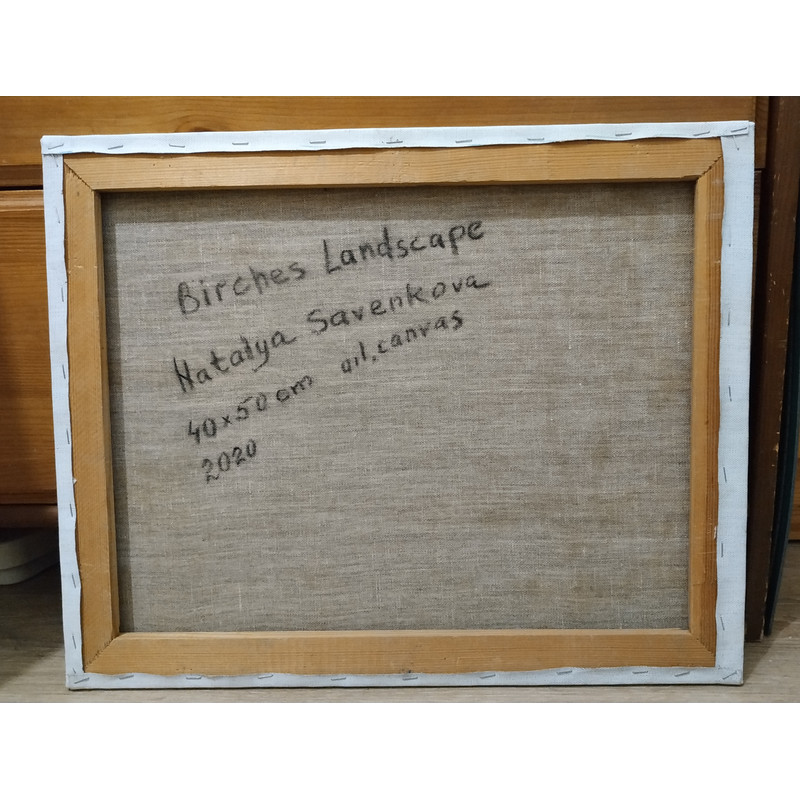 Birches Landscape
Natalya Savenkova
40x50 cm oil, canvas
2020